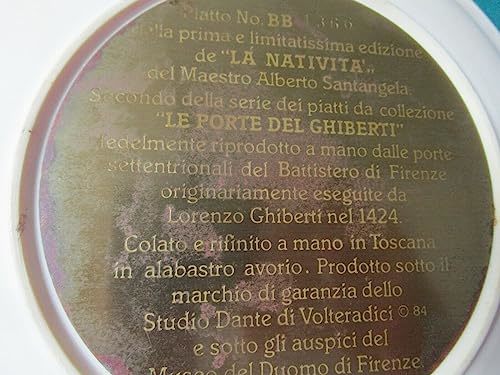 Piatto No. BB 1366
della prima e limitatissima edizione
de "LA NATIVITA'"
del Maestro Alberto Santangela.
Secondo della serie dei piatti da collezione
"LE PORTE DEL GHIBERTI"
fedelmente riprodotto a mano dalle porte
settentrionali del Battistero di Firenze
originariamente eseguite da
Lorenzo Ghiberti nel 1424.
Colato e rifinito a mano in Toscana
in alabastro avorio. Prodotto sotto il
marchio di garanzia dello
Studio Dante di Volteradici © 84
e sotto gli auspici del
Museo del Duomo di Firenze